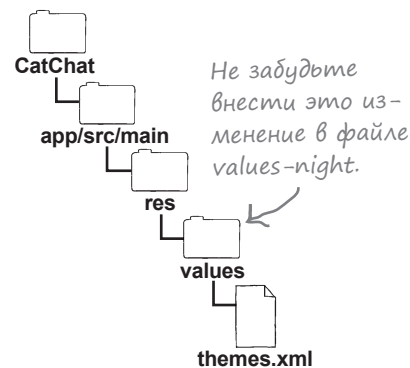 CatChat
Не забудьте
внести это из-
менение в файле
values-night.
app/src/main
res
values
themes.xml